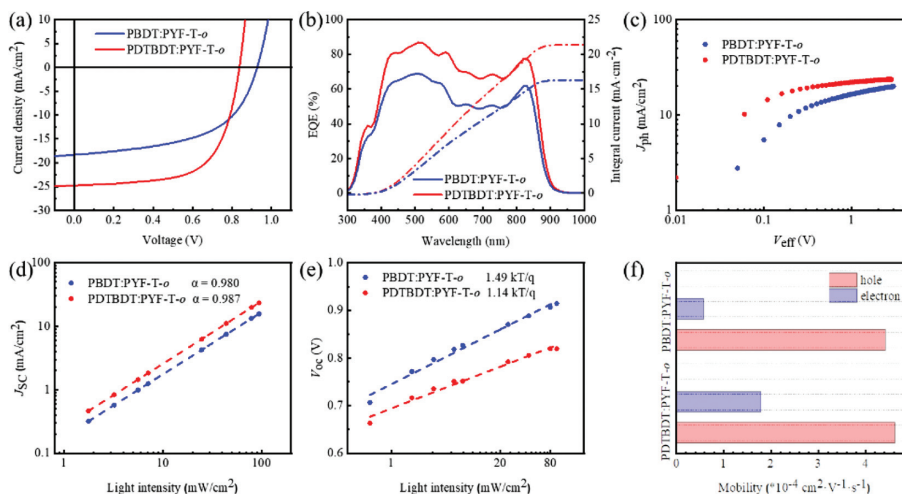 (a)
PBDT:PYF-T-o
PDTBDT:PYF-T-o
Current density (mA/cm²)
10
5
0
-5
-10
-15
-20
-25
-30
0.0 0.2 0.4 0.6 0.8 1.0
Voltage (V)
(b)
EQE (%)
100
80
60
40
20
0
Integral current (mA·cm⁻²)
25
20
15
10
5
0
PBDT:PYF-T-o
PDTBDT:PYF-T-o
300 400 500 600 700 800 900 1000
Wavelength (nm)
(c)
PBDT:PYF-T-o
PDTBDT:PYF-T-o
Jph (mA/cm²)
100
10
1
0.01 0.1 1
Veff (V)
(d)
PBDT:PYF-T-o α = 0.980
PDTBDT:PYF-T-o α = 0.987
JSC (mA/cm²)
100
10
1
0.1
1 10 100
Light intensity (mW/cm²)
(e)
PBDT:PYF-T-o 1.49 kT/q
PDTBDT:PYF-T-o 1.14 kT/q
Voc (V)
1.0
0.9
0.8
0.7
0.6
1 20 80
Light intensity (mW/cm²)
(f)
hole
electron
PBDT:PYF-T-o
PDTBDT:PYF-T-o
0 1 2 3 4
Mobility (*10⁻⁴ cm²·V⁻¹·s⁻¹)